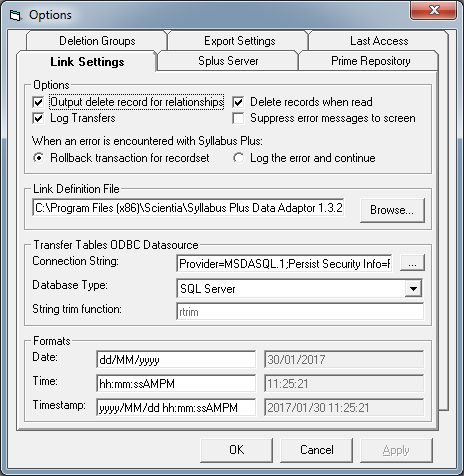 Options
Deletion Groups Export Settings Last Access
Link Settings Splus Server Prime Repository
Options
Output delete record for relationships Delete records when read
Log Transfers Suppress error messages to screen
When an error is encountered with Syllabus Plus:
Rollback transaction for recordset Log the error and continue
Link Definition File
C:\Program Files (x86)\Scientia\Syllabus Plus Data Adaptor 1.3.2 Browse...
Transfer Tables ODBC Datasource
Connection String: Provider=MSDASQL.1;Persist Security Info= ...
Database Type: SQL Server
String trim function: rtrim
Formats
Date: dd/MM/yyyy 30/01/2017
Time: hh:mm:ssAMPM 11:25:21
Timestamp: yyyy/MM/dd hh:mm:ssAMPM 2017/01/30 11:25:21
OK Cancel Apply